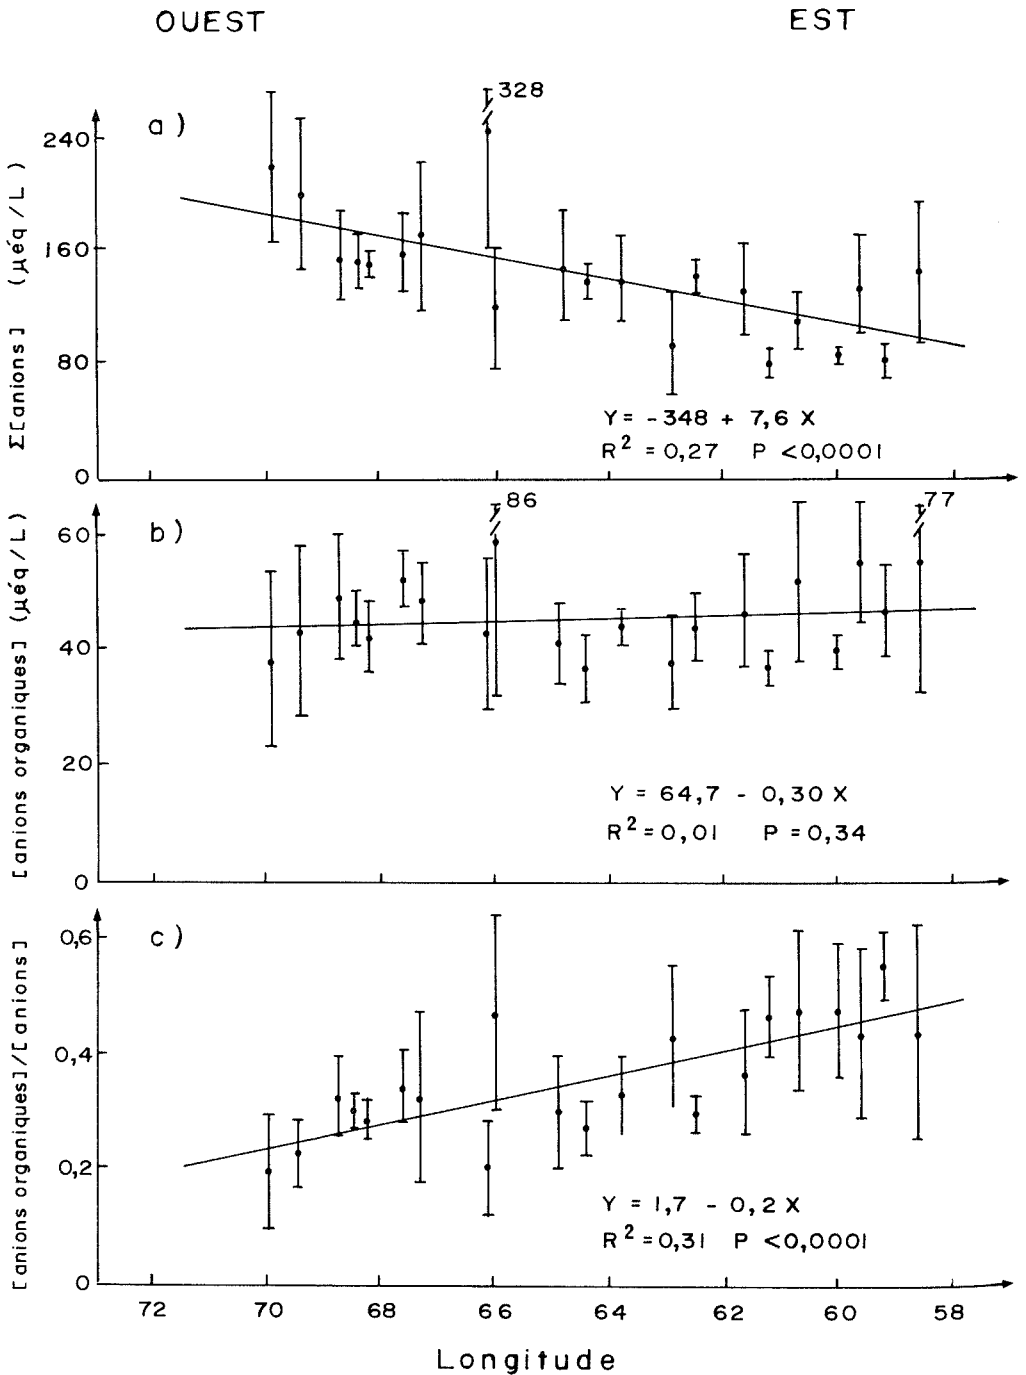 OUEST EST
a)
328
240
160
80
0
Σ[anions] (µéq/L)
Y = -348 + 7,6 X
R² = 0,27 P <0,0001
b)
86
77
60
40
20
0
[anions organiques] (µéq/L)
Y = 64,7 - 0,30 X
R² = 0,01 P = 0,34
c)
0,6
0,4
0,2
0
[anions organiques]/[anions]
Y = 1,7 - 0,2 X
R² = 0,31 P <0,0001
72 70 68 66 64 62 60 58
Longitude